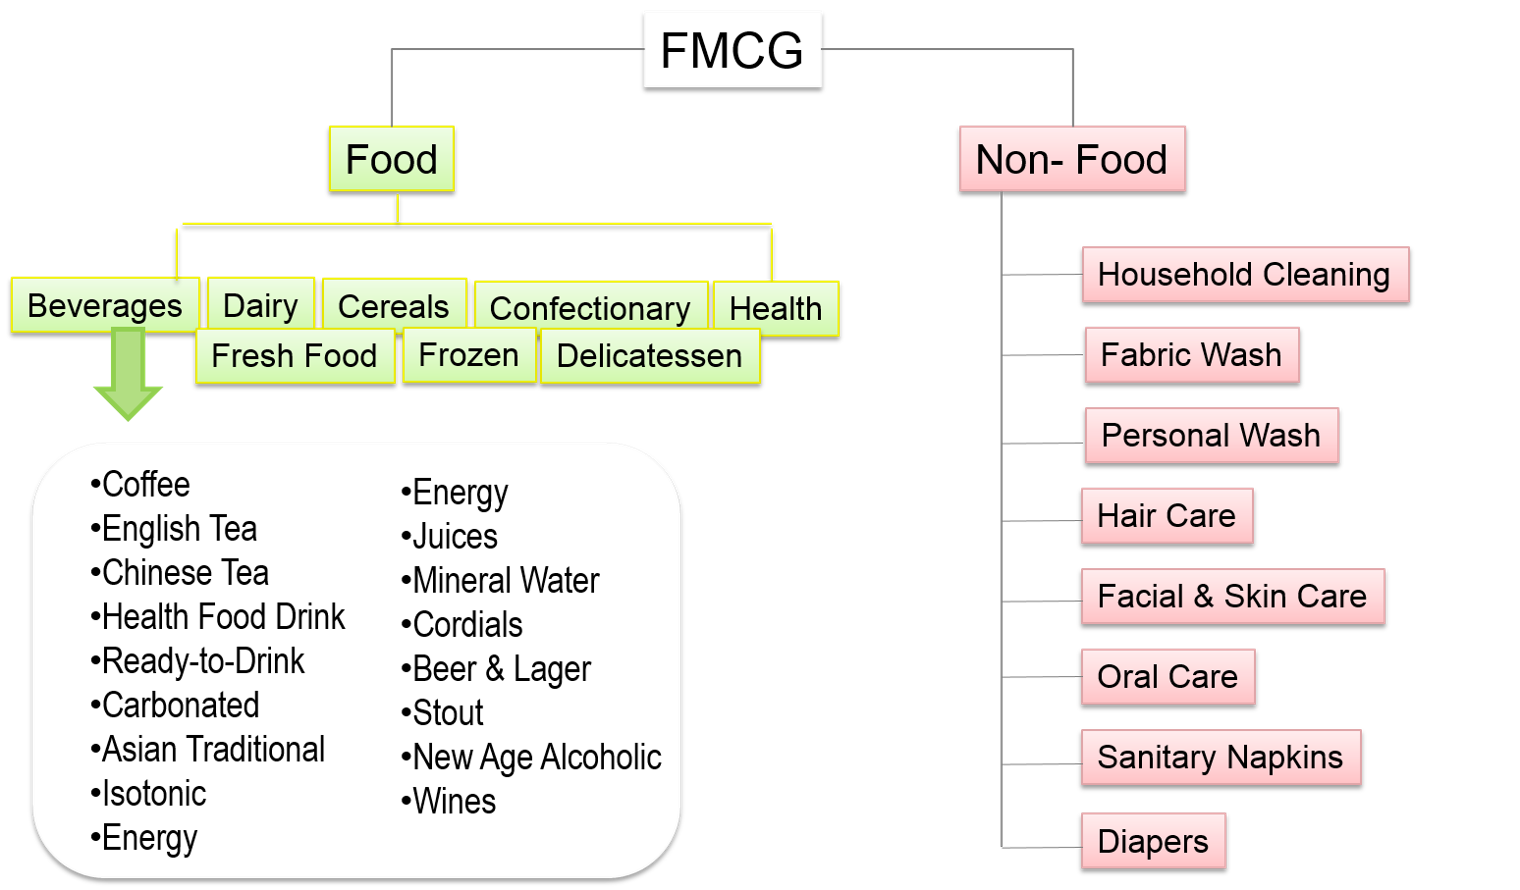 FMCG
Food
Non- Food
Beverages
Dairy
Cereals
Confectionary
Health
Fresh Food
Frozen
Delicatessen
•Coffee
•English Tea
•Chinese Tea
•Health Food Drink
•Ready-to-Drink
•Carbonated
•Asian Traditional
•Isotonic
•Energy
•Energy
•Juices
•Mineral Water
•Cordials
•Beer & Lager
•Stout
•New Age Alcoholic
•Wines
Household Cleaning
Fabric Wash
Personal Wash
Hair Care
Facial & Skin Care
Oral Care
Sanitary Napkins
Diapers